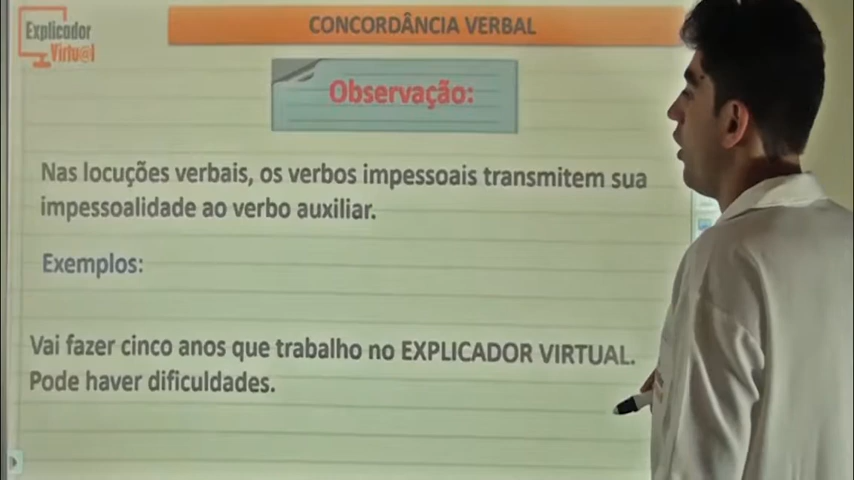 Explicador
Virtu@l
CONCORDÂNCIA VERBAL
Observação:
Nas locuções verbais, os verbos impessoais transmitem sua
impessoalidade ao verbo auxiliar.
Exemplos:
Vai fazer cinco anos que trabalho no EXPLICADOR VIRTUAL.
Pode haver dificuldades.